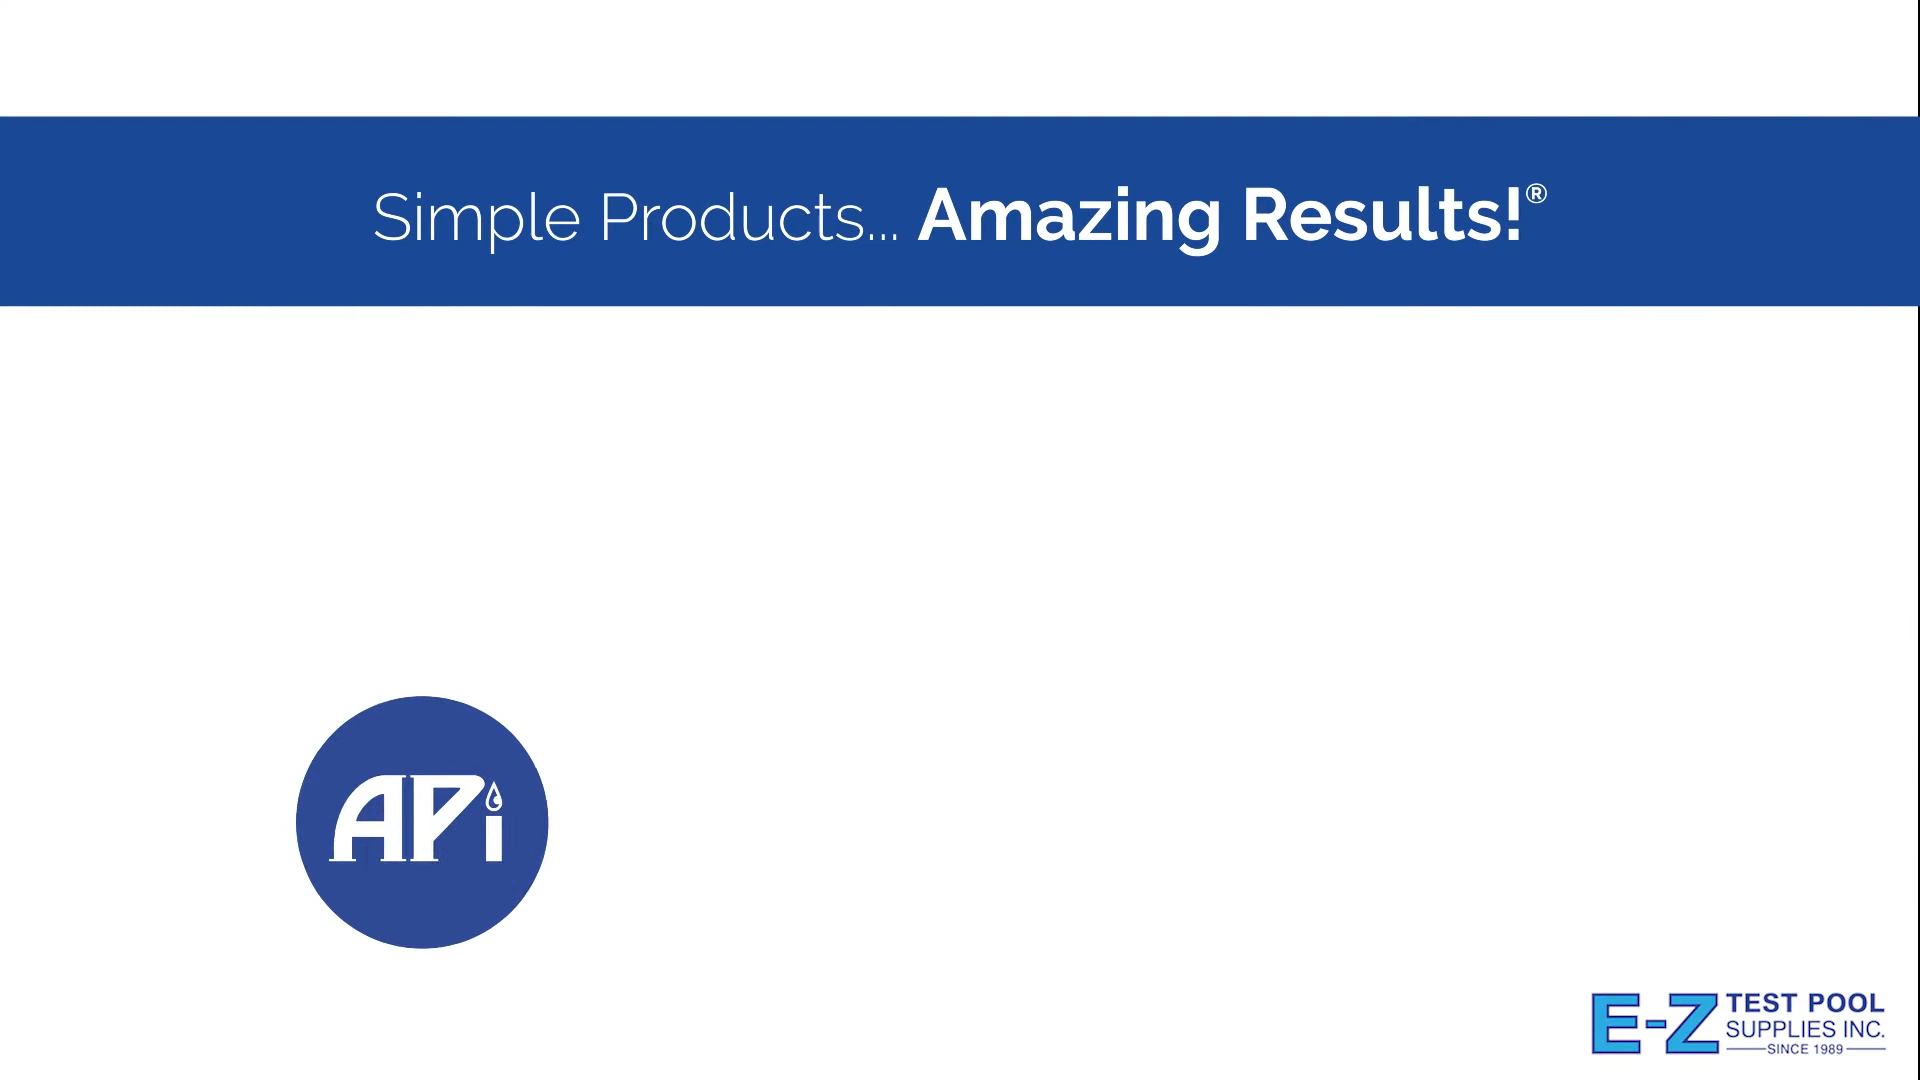 Simple Products... Amazing Results!®
APi
E-Z TEST POOL
SUPPLIES INC.
SINCE 1989